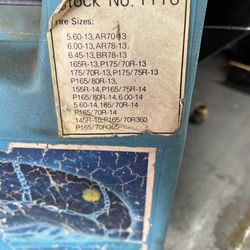 Stock No. 1116
Tire Sizes:
5.60-13, AR70-13
6.00-13, AR78-13
6.45-13, BR78-13
165R-13, P175/70R-13
175/70R-13, P175/75R-13
P165/80R-13,
155R-14, P165/75R-14
P165/80R-14, 6.00-14
5.60-14, 165/70R-14
P165/70R-14
145R-15, P165/70R360
P165/70R365